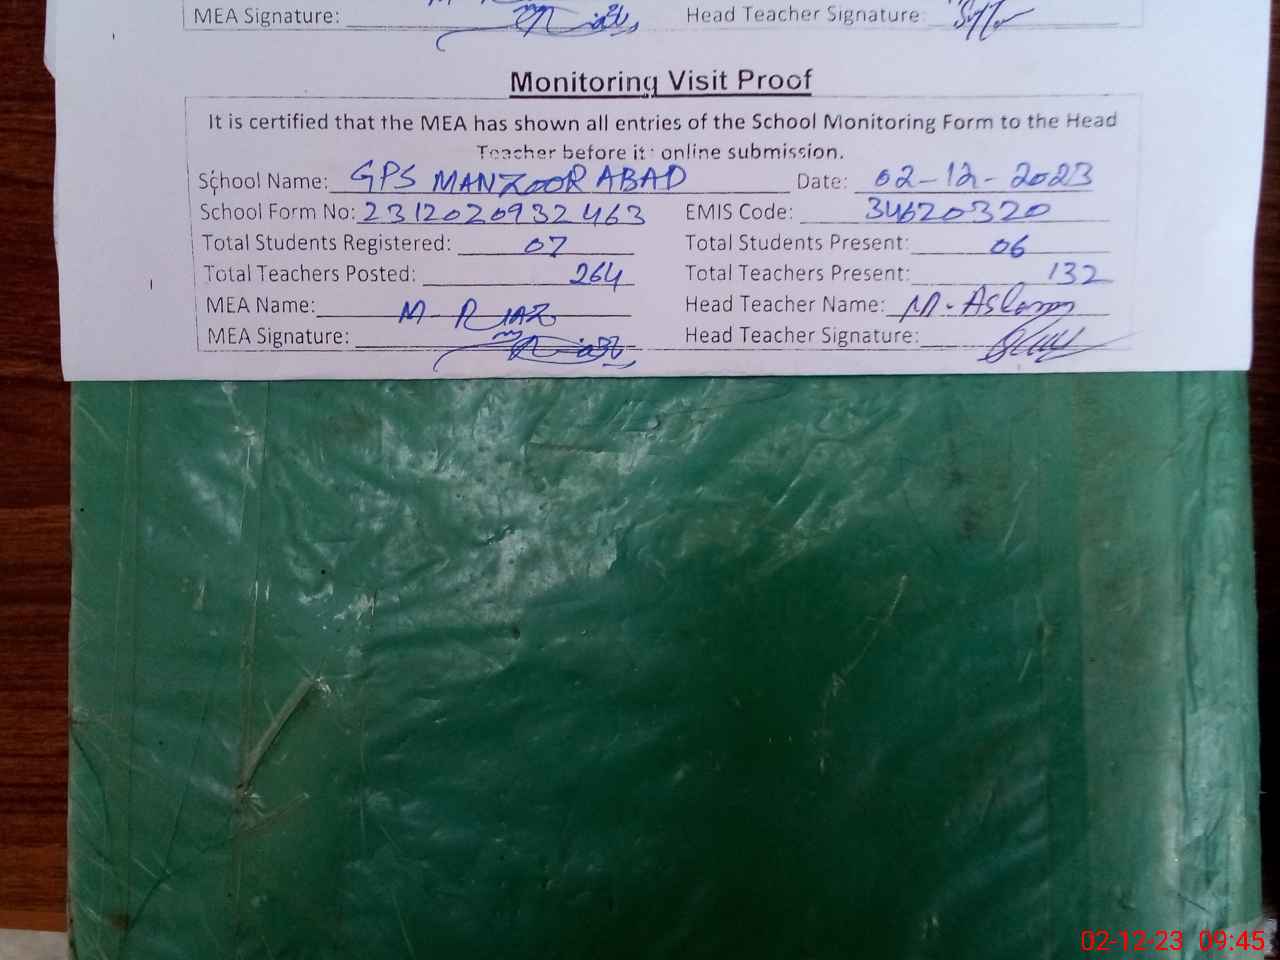 MEA Signature: Head Teacher Signature:
Monitoring Visit Proof
It is certified that the MEA has shown all entries of the School Monitoring Form to the Head
Teacher before it online submission.
School Name: GPS MANZOOR ABAD Date: 02-12-2023
School Form No: 2312020932463 EMIS Code: 34620320
Total Students Registered: 07 Total Students Present: 06
Total Teachers Posted: 264 Total Teachers Present: 132
MEA Name: M-RIAZ Head Teacher Name: M-Aslam
MEA Signature: Head Teacher Signature:
02-12-23 09:45